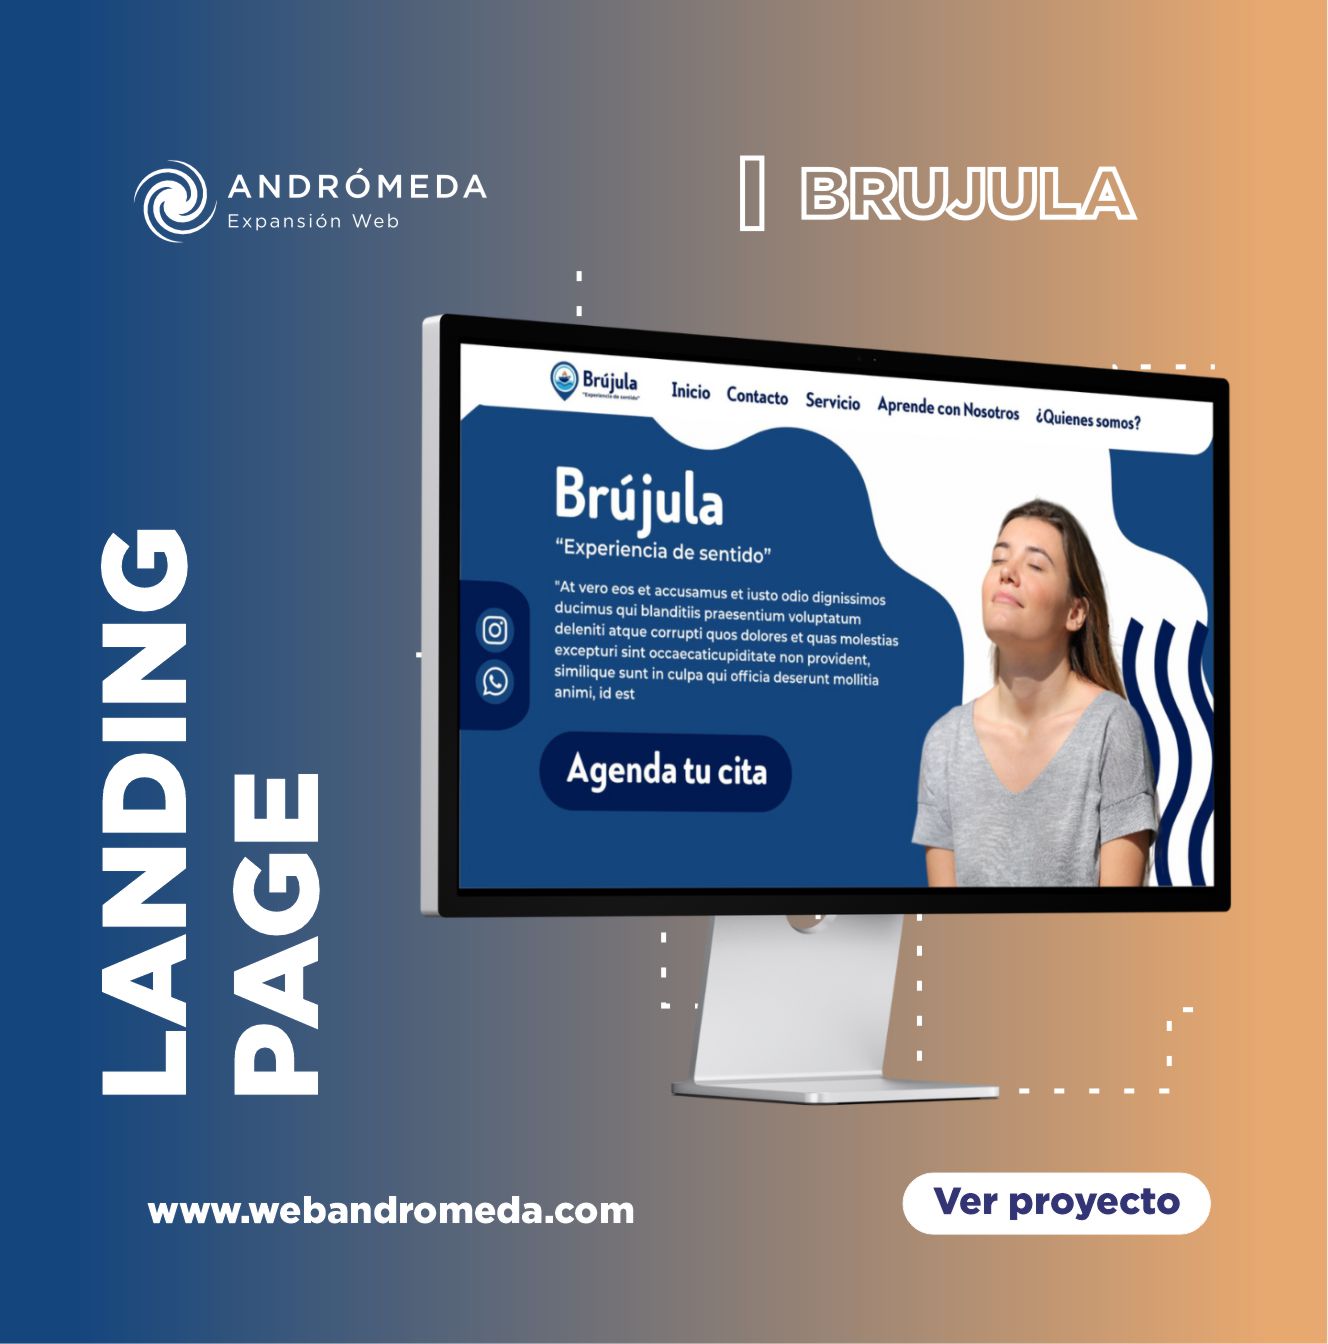 ANDRÓMEDA
Expansión Web
BRUJULA
Brújula
"Experiencia de sentido"
Inicio
Contacto
Servicio
Aprende con Nosotros
¿Quienes somos?
Brújula
“Experiencia de sentido”
"At vero eos et accusamus et iusto odio dignissimos
ducimus qui blanditiis praesentium voluptatum
deleniti atque corrupti quos dolores et quas molestias
excepturi sint occaecaticupiditate non provident,
similique sunt in culpa qui officia deserunt mollitia
animi, id est
Agenda tu cita
LANDING
PAGE
www.webandromeda.com
Ver proyecto